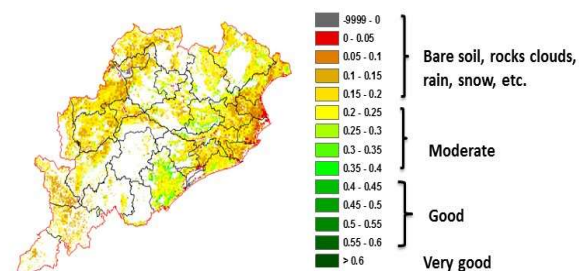 -9999 - 0
0 - 0.05
0.05 - 0.1
0.1 - 0.15
0.15 - 0.2
0.2 - 0.25
0.25 - 0.3
0.3 - 0.35
0.35 - 0.4
0.4 - 0.45
0.45 - 0.5
0.5 - 0.55
0.55 - 0.6
> 0.6
Bare soil, rocks clouds,
rain, snow, etc.
Moderate
Good
Very good